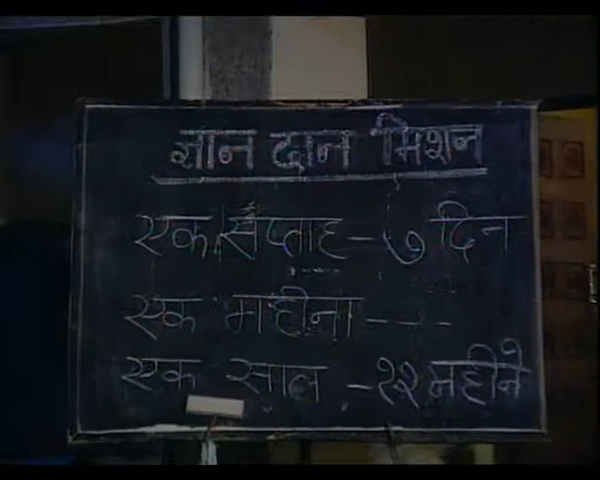 ज्ञान दान मिशन
एक सप्ताह - ७ दिन
एक महीना - - -
एक साल - १२ महीने